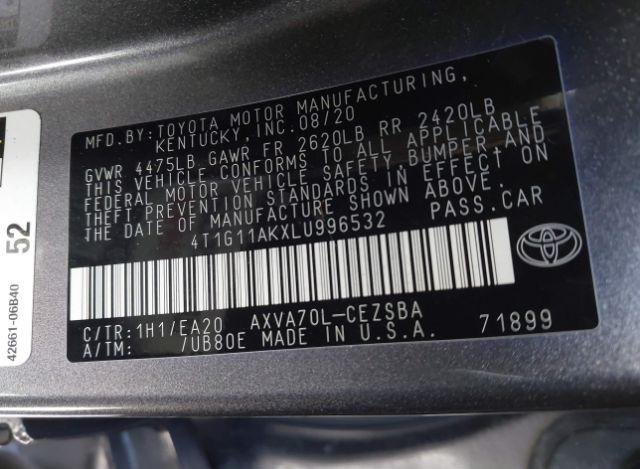 MFD.BY:TOYOTA MOTOR MANUFACTURING,
KENTUCKY,INC.08/20
GVWR 4475LB GAWR FR 2620LB RR 2420LB
THIS VEHICLE CONFORMS TO ALL APPLICABLE
FEDERAL MOTOR VEHICLE SAFETY BUMPER AND
THEFT PREVENTION STANDARDS IN EFFECT ON
THE DATE OF MANUFACTURE SHOWN ABOVE.
4T1G11AKXLU996532 PASS.CAR
C/TR:1H1/EA20 AXVA70L-CEZSBA
A/TM: /UB80E MADE IN U.S.A. 71899
52
42661-06B40